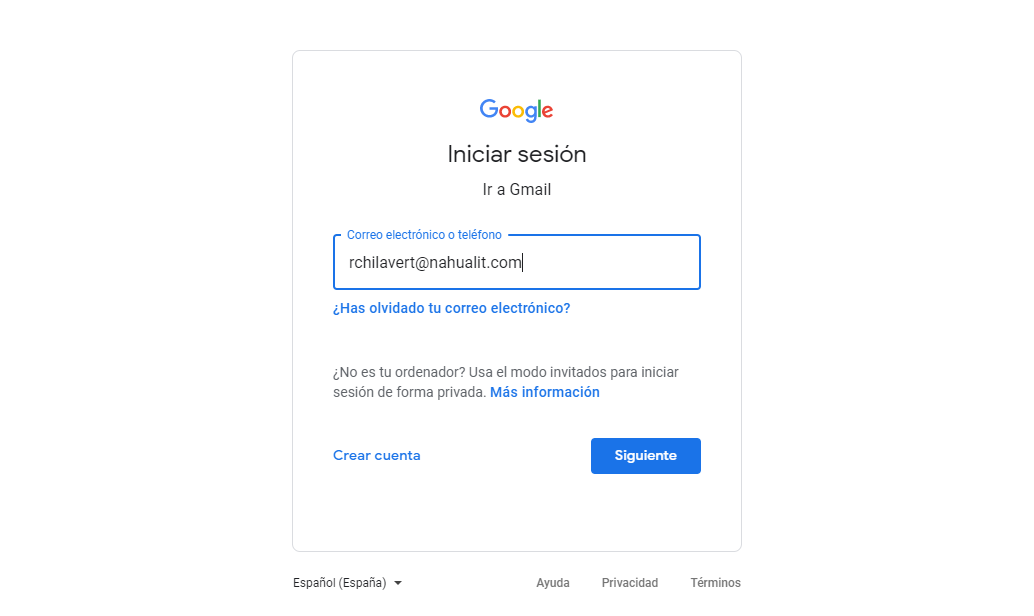 Google
Iniciar sesión
Ir a Gmail
Correo electrónico o teléfono
rchilavert@nahualit.com
¿Has olvidado tu correo electrónico?
¿No es tu ordenador? Usa el modo invitados para iniciar
sesión de forma privada. Más información
Crear cuenta
Siguiente
Español (España)
Ayuda
Privacidad
Términos